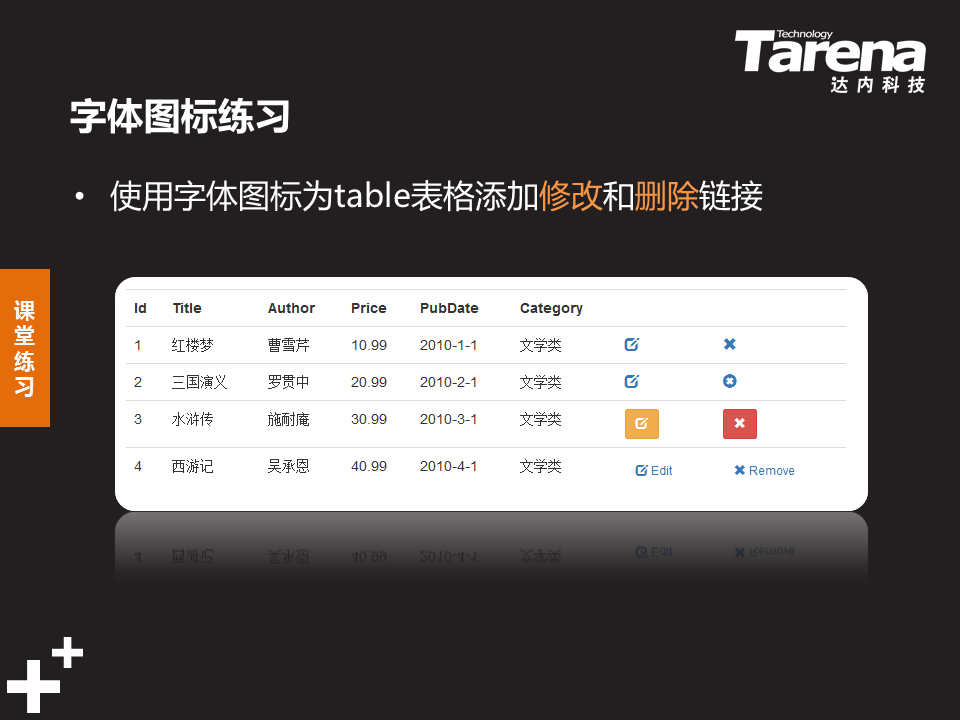 Technology
Tarena
达内科技
字体图标练习
• 使用字体图标为table表格添加修改和删除链接
课堂练习
Id Title Author Price PubDate Category
1 红楼梦 曹雪芹 10.99 2010-1-1 文学类
2 三国演义 罗贯中 20.99 2010-2-1 文学类
3 水浒传 施耐庵 30.99 2010-3-1 文学类
4 西游记 吴承恩 40.99 2010-4-1 文学类 Edit Remove